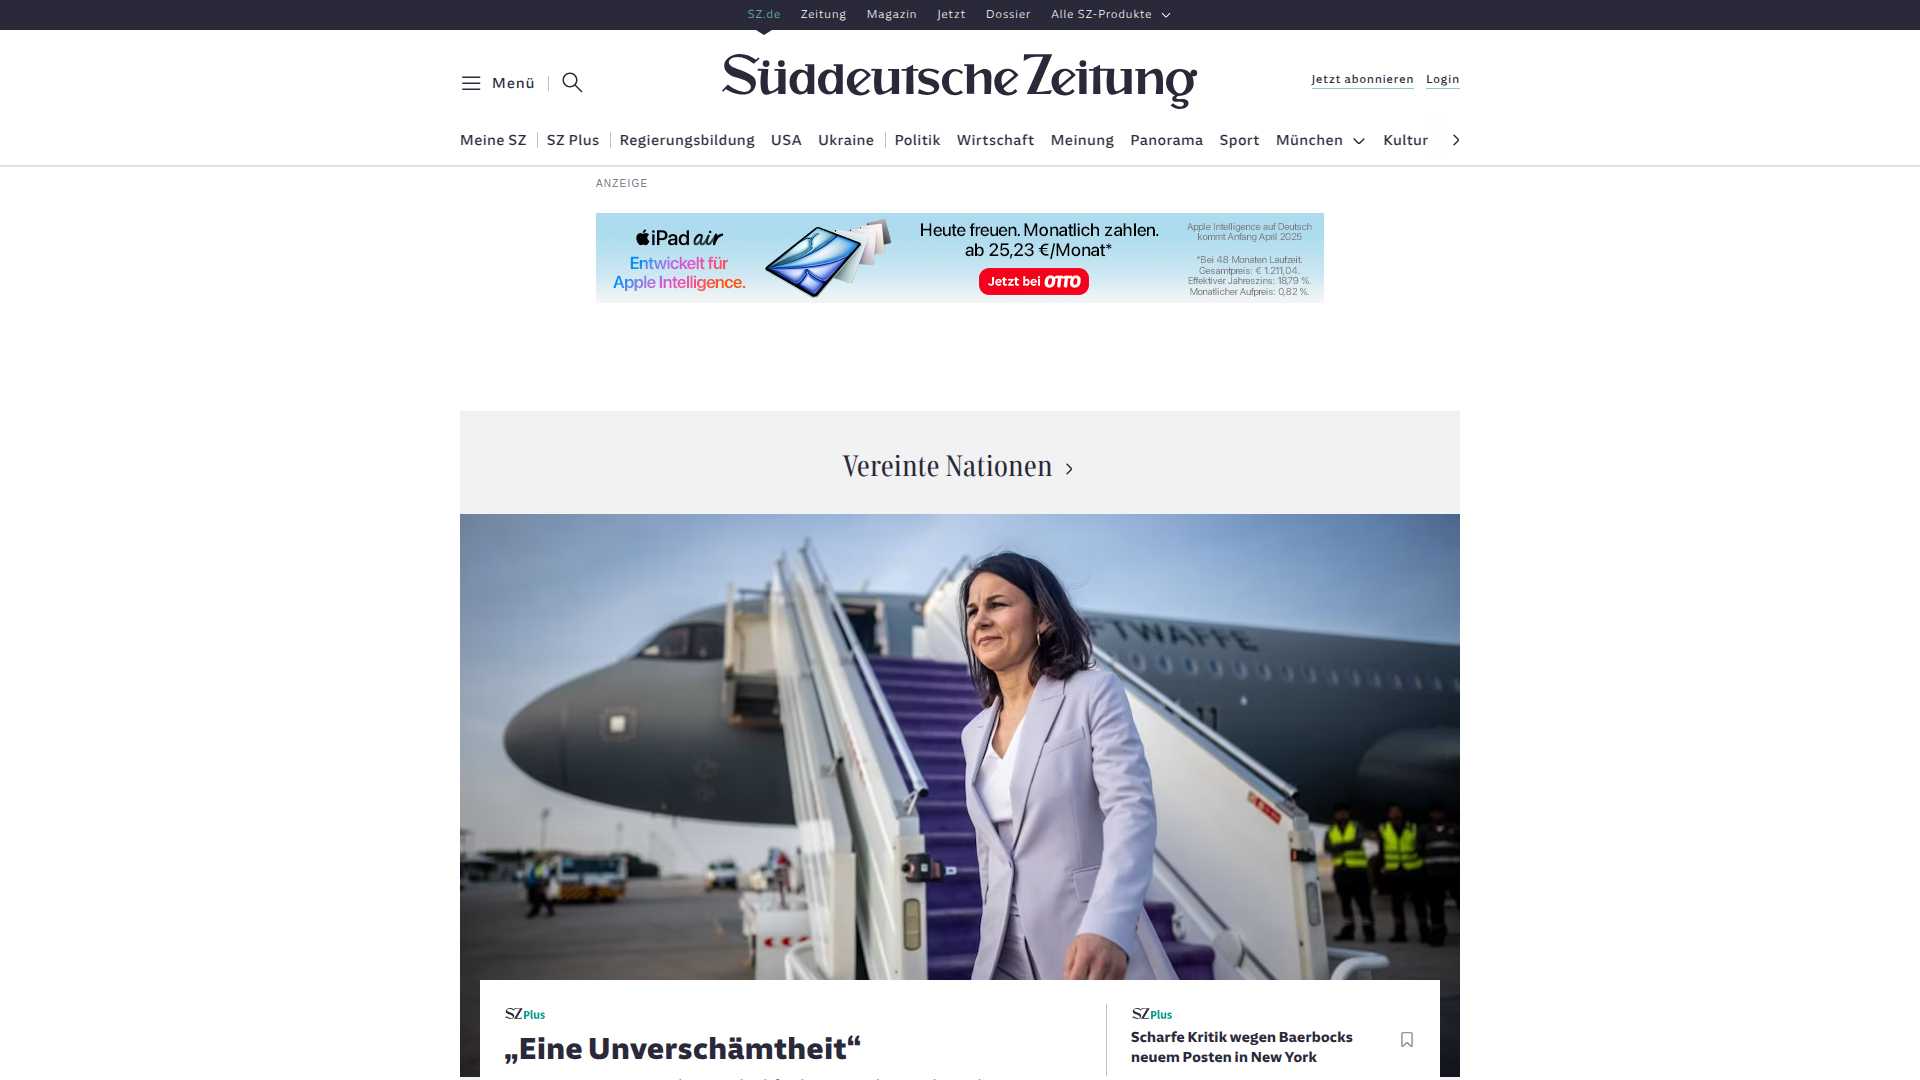 SZ.de Zeitung Magazin Jetzt Dossier Alle SZ-Produkte
Menü
Süddeutsche Zeitung
Jetzt abonnieren Login
Meine SZ SZ Plus Regierungsbildung USA Ukraine Politik Wirtschaft Meinung Panorama Sport München Kultur
ANZEIGE
iPad air
Entwickelt für
Apple Intelligence.
Heute freuen. Monatlich zahlen.
ab 25,23 €/Monat*
Jetzt bei OTTO
Apple Intelligence auf Deutsch
kommt Anfang April 2025
*Bei 48 Monaten Laufzeit.
Gesamtpreis: € 1.211,04.
Effektiver Jahreszins: 18,79 %.
Monatlicher Aufpreis: 0,82 %.
Vereinte Nationen
LUFTWAFFE
SZ Plus
„Eine Unverschämtheit“
SZ Plus
Scharfe Kritik wegen Baerbocks
neuem Posten in New York